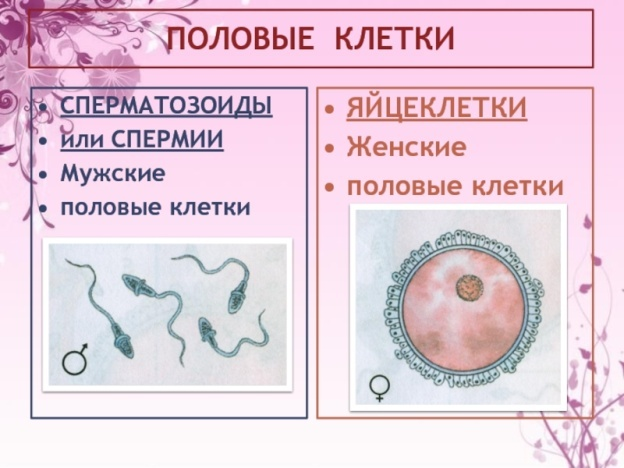 ПОЛОВЫЕ КЛЕТКИ
• СПЕРМАТОЗОИДЫ
• или СПЕРМИИ
• Мужские
• половые клетки
• ЯЙЦЕКЛЕТКИ
• Женские
• половые клетки
♂
♀